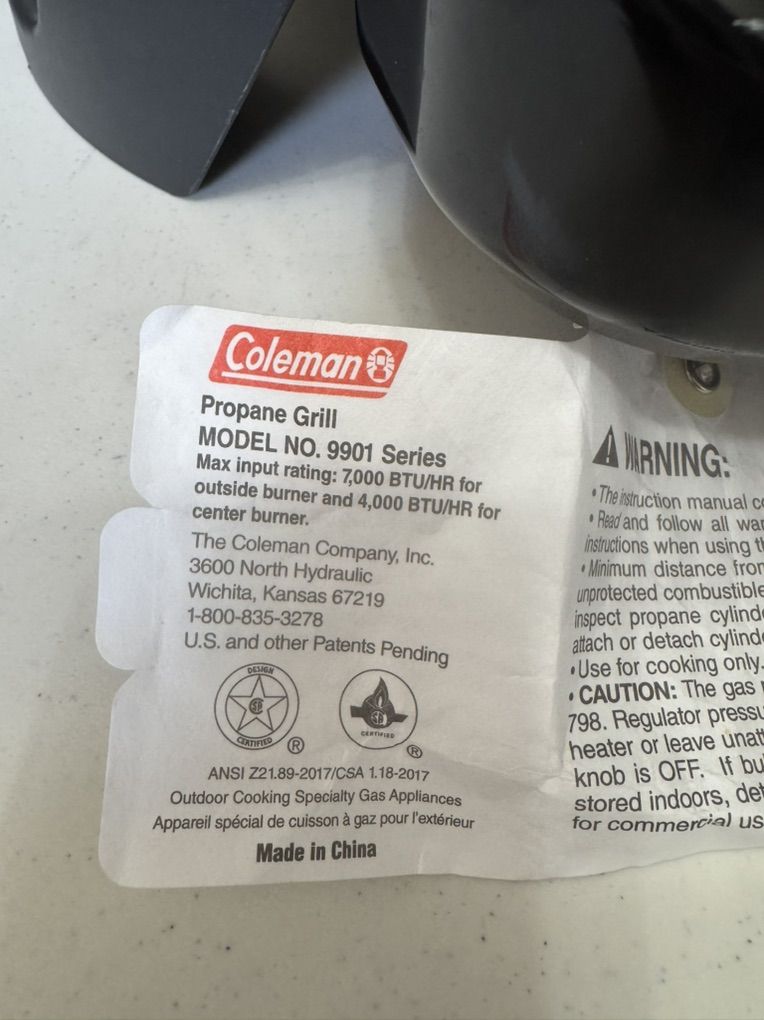 Coleman
Propane Grill
MODEL NO. 9901 Series
Max input rating: 7,000 BTU/HR for
outside burner and 4,000 BTU/HR for
center burner.
The Coleman Company, Inc.
3600 North Hydraulic
Wichita, Kansas 67219
1-800-835-3278
U.S. and other Patents Pending
DESIGN
CERTIFIED
®
CERTIFIED
®
ANSI Z21.89-2017/CSA 1.18-2017
Outdoor Cooking Specialty Gas Appliances
Appareil spécial de cuisson à gaz pour l'extérieur
Made in China
WARNING:
• The instruction manual
• Read and follow all
instructions when using
• Minimum distance
unprotected combustible
inspect propane
attach or detach
• Use for cooking only.
• CAUTION: The gas
798. Regulator
heater or leave
knob is OFF. If
stored indoors,
for commercial